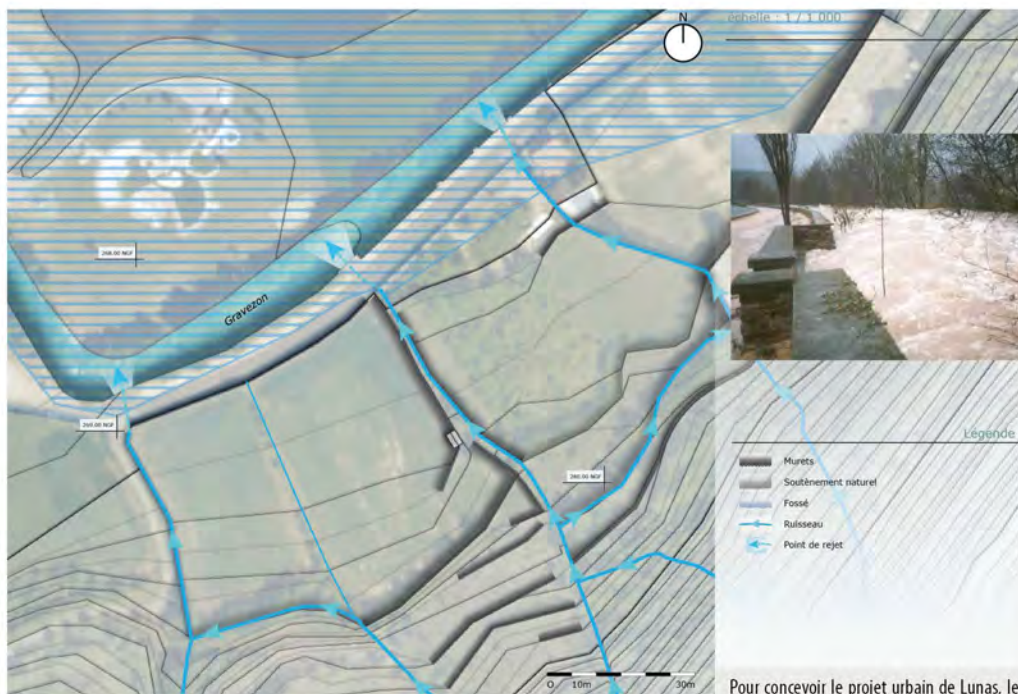 N
échelle : 1 / 1 000
268.00 NGF
Gravezon
269.00 NGF
280.00 NGF
Légende
Murets
Soutènement naturel
Fossé
Ruisseau
Point de rejet
0 10m 30m
Pour concevoir le projet urbain de Lunas, le